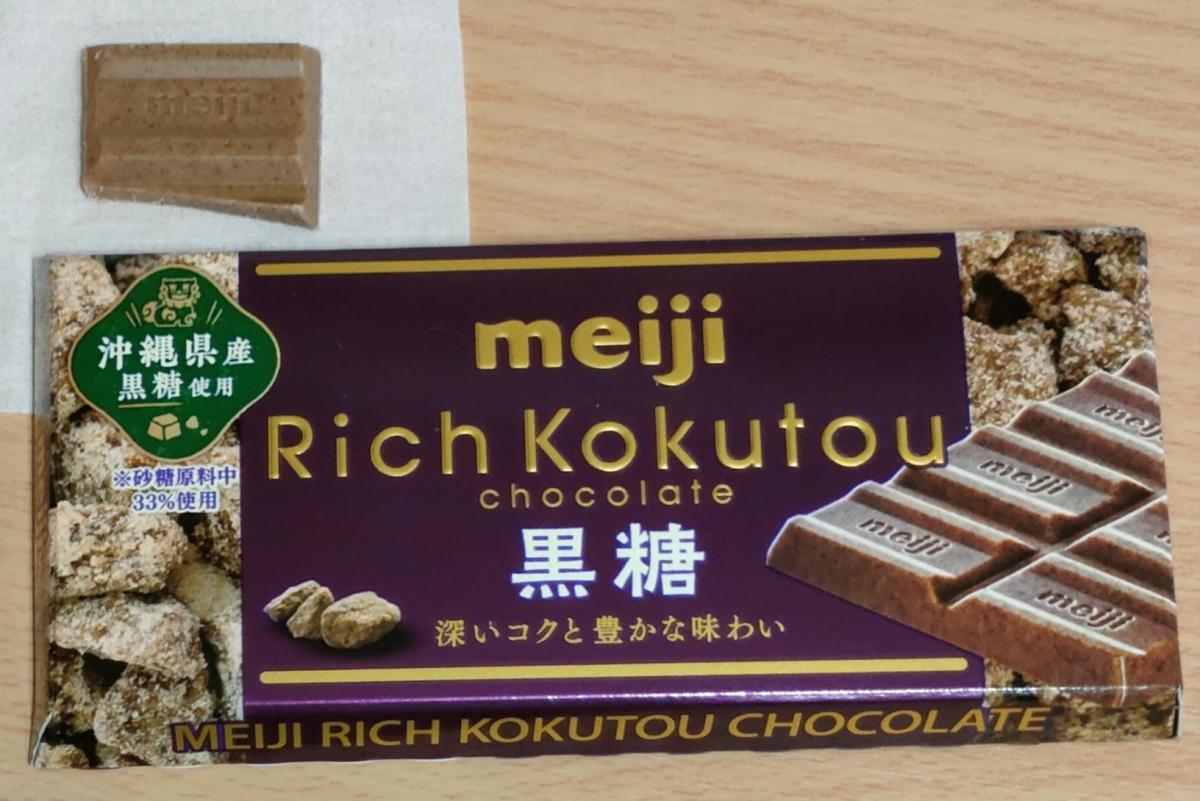 meiji
沖縄県産
黒糖使用
※砂糖原料中
33%使用
meiji
Rich Kokutou
chocolate
黒糖
深いコクと豊かな味わい
meiji
meiji
meiji
meiji
MEIJI RICH KOKUTOU CHOCOLATE